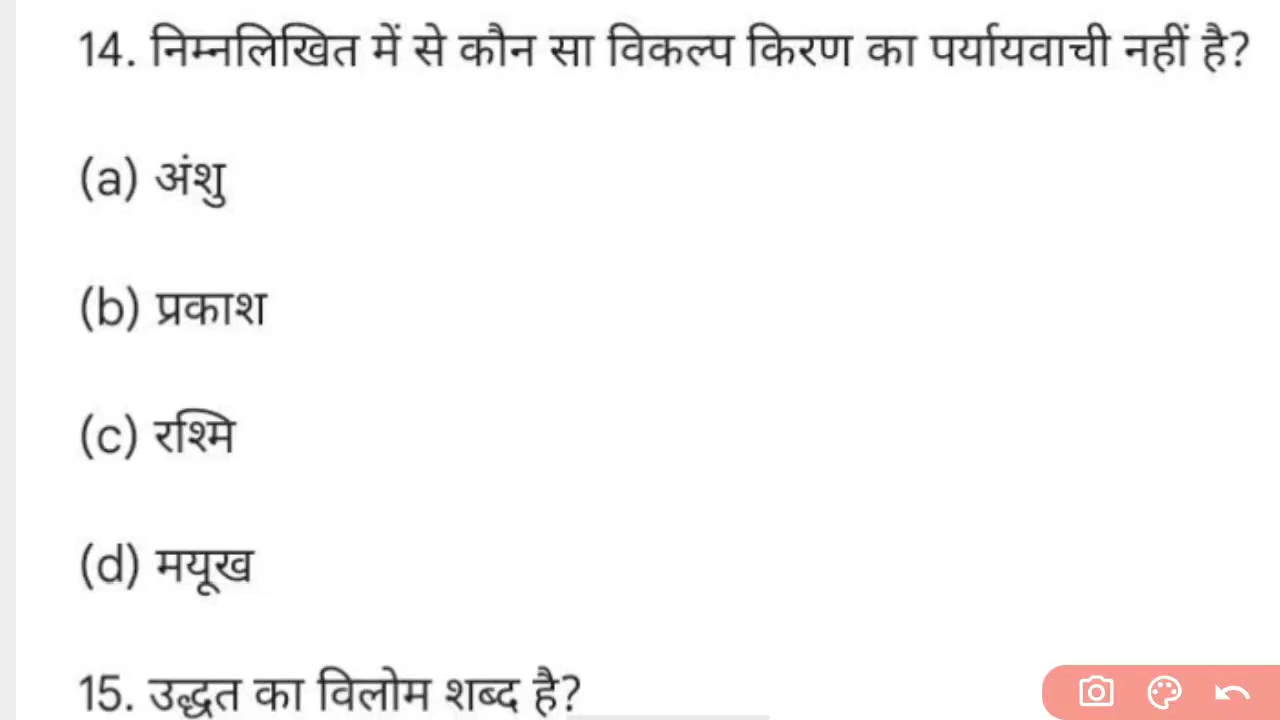 14. निम्नलिखित में से कौन सा विकल्प किरण का पर्यायवाची नहीं है?
(a) अंशु
(b) प्रकाश
(c) रश्मि
(d) मयूख
15. उद्धत का विलोम शब्द है?